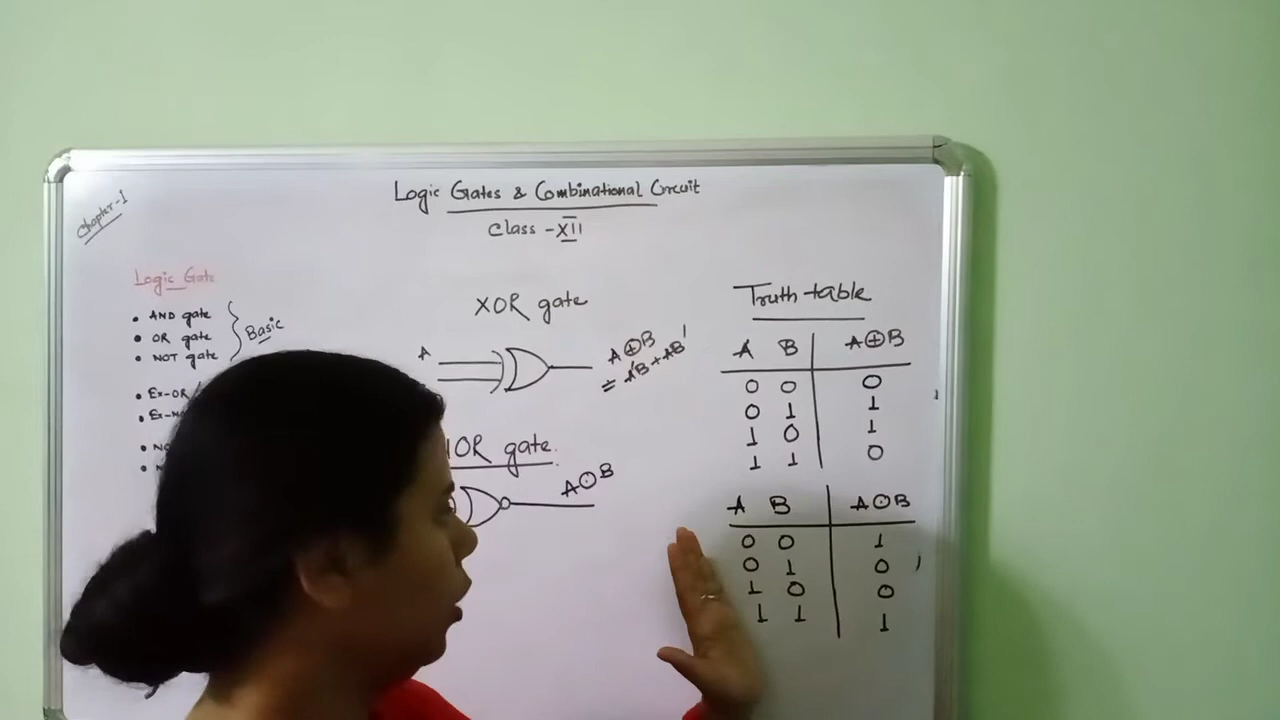 Chapter-1
Logic Gates & Combinational Circuit
Class - XII
Logic Gate
• AND gate
• OR gate
• NOT gate
Basic
• Ex-OR
XOR gate
A
A⊕B
= A'B + AB'
OR gate.
A⊙B
Truth table
A B A⊕B
0 0 0
0 1 1
1 0 1
1 1 0
A B A⊙B
0 0 1
0 1 0
1 0 0
1 1 1